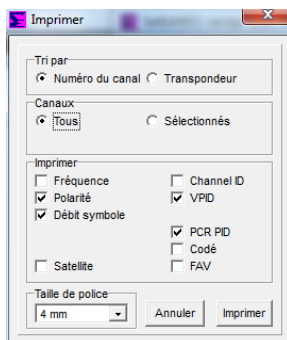 Imprimer
Tri par
Numéro du canal Transpondeur
Canaux
Tous Sélectionnés
Imprimer
Fréquence Channel ID
Polarité VPID
Débit symbole
PCR PID
Codé
Satellite FAV
Taille de police
4 mm Annuler Imprimer